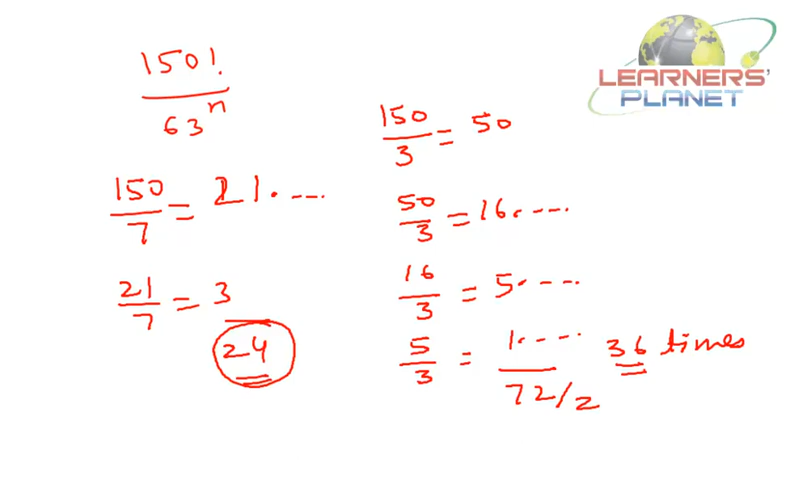 LEARNERS'
PLANET
150!
63^n
150/7 = 21. ---
21/7 = 3
24
150/3 = 50
50/3 = 16. ---
16/3 = 5. ---
5/3 = 1. ---
72/2
36 times